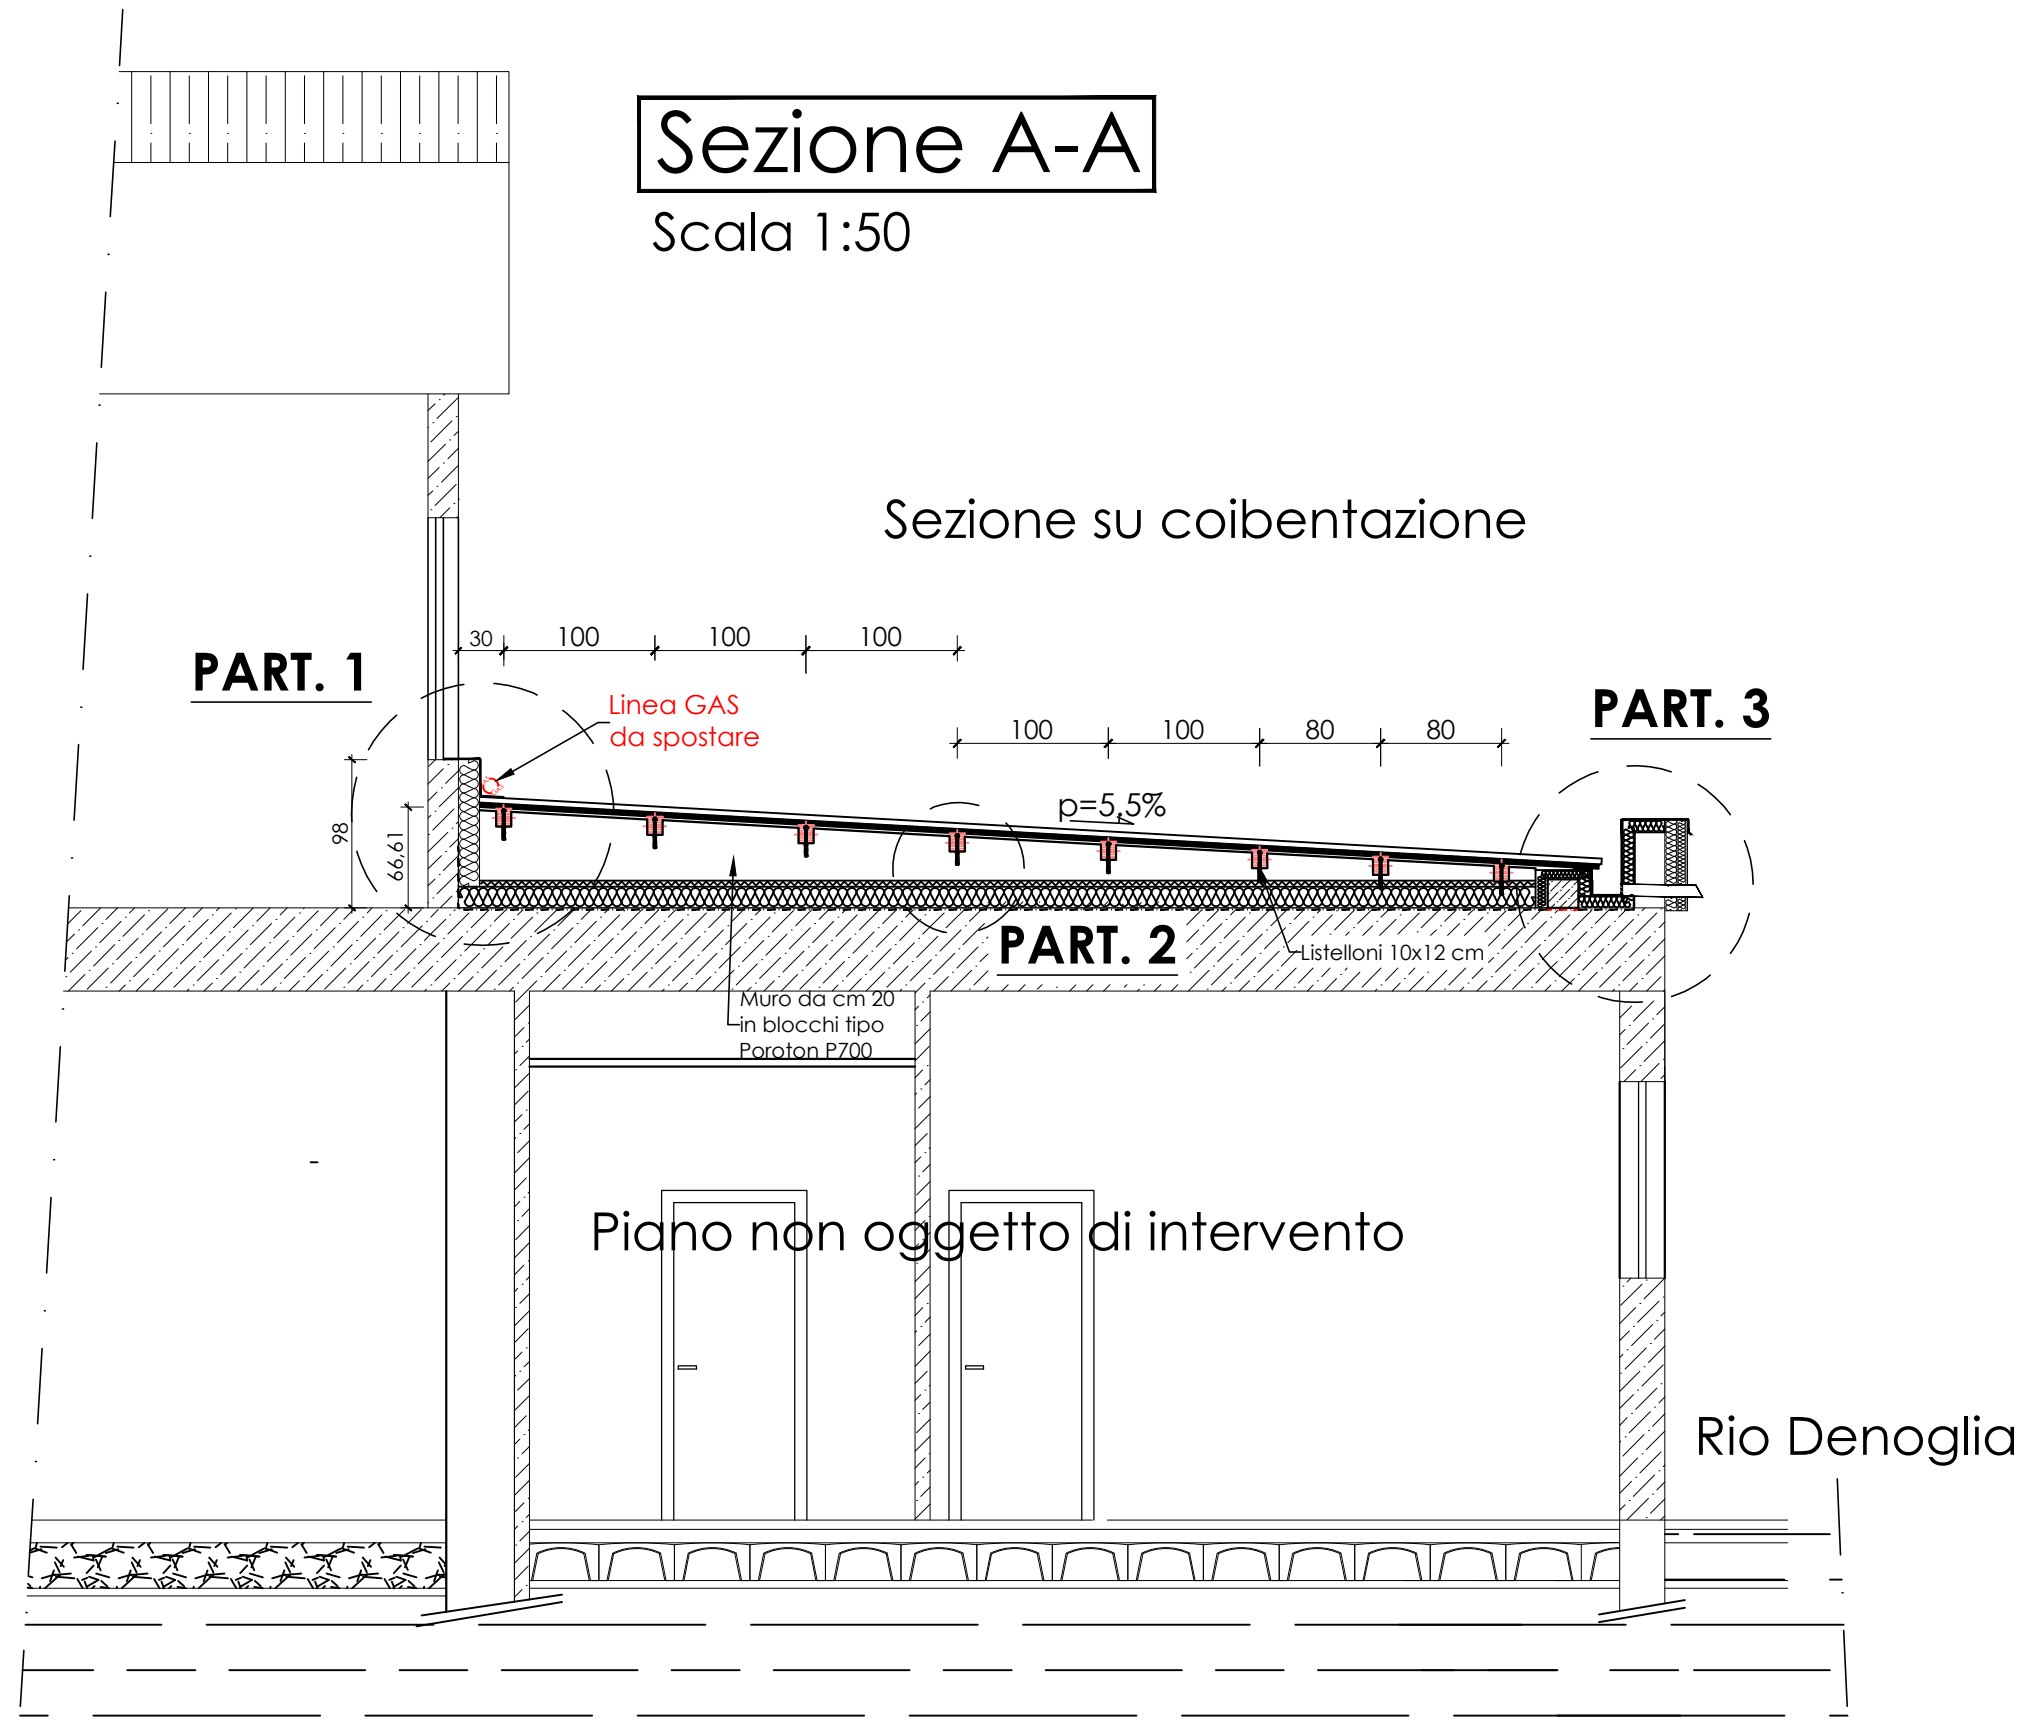 Sezione A-A
Scala 1:50
Sezione su coibentazione
30 100 100 100
PART. 1
Linea GAS
da spostare
PART. 3
100 100 80 80
p=5,5%
98
66,61
PART. 2
Listelloni 10x12 cm
Muro da cm 20
in blocchi tipo
Poroton P700
Piano non oggetto di intervento
Rio Denoglia